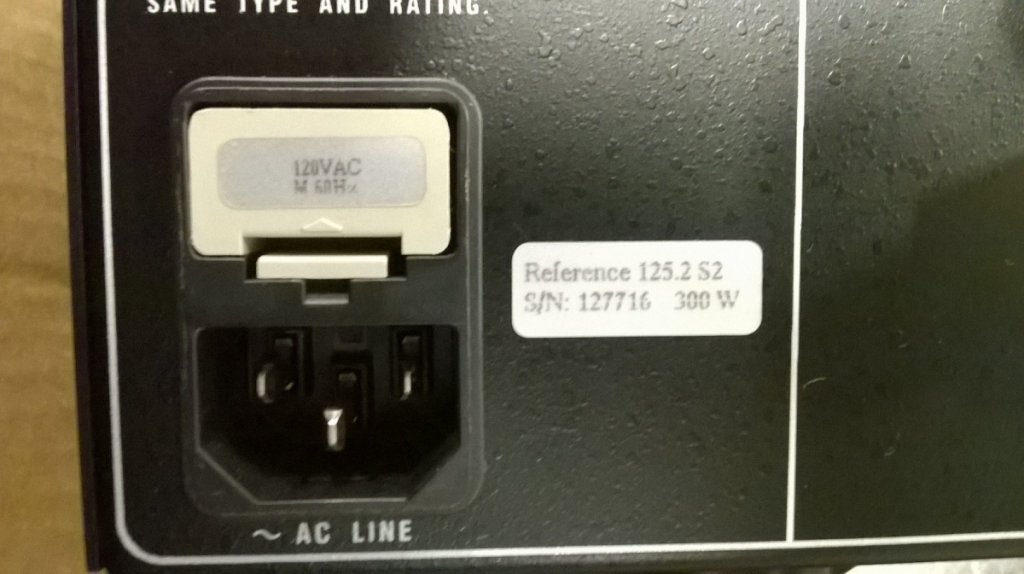 SAME TYPE AND RATING.
120VAC
M 60Hz
Reference 125.2 S2
S/N: 127716 300 W
~ AC LINE